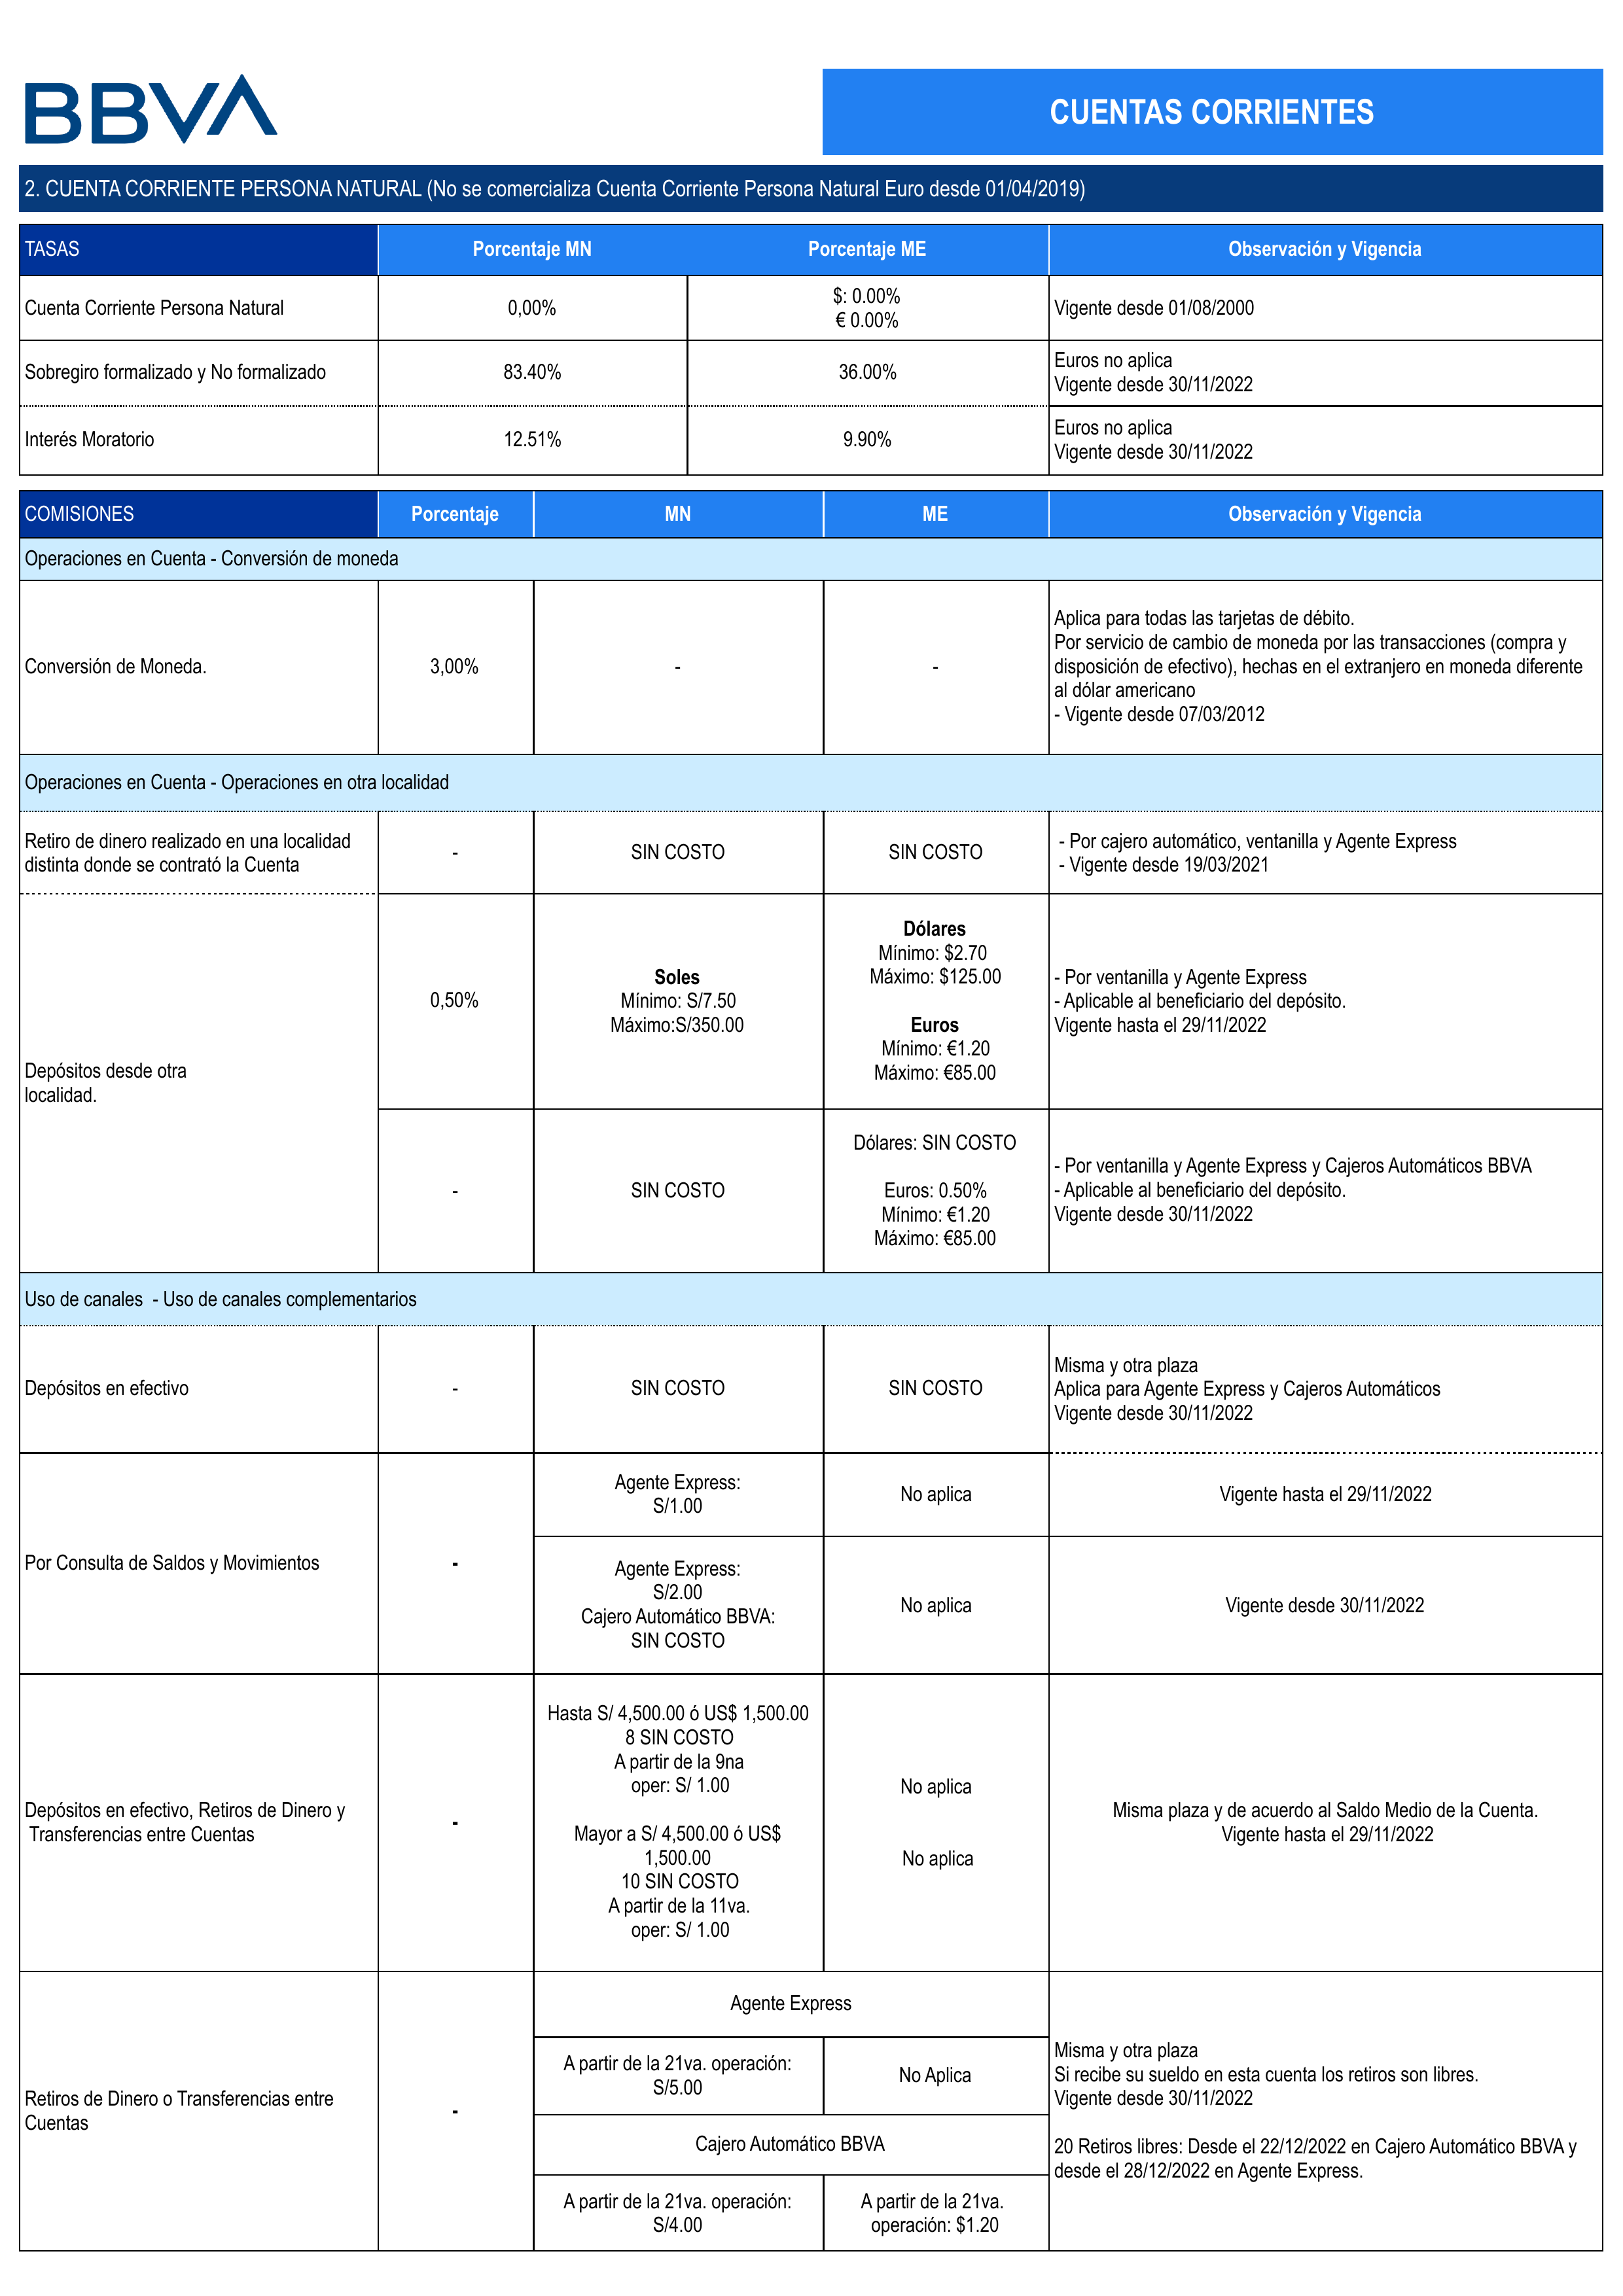 BBVA
CUENTAS CORRIENTES
2. CUENTA CORRIENTE PERSONA NATURAL (No se comercializa Cuenta Corriente Persona Natural Euro desde 01/04/2019)
TASAS
Porcentaje MN
Porcentaje ME
Observación y Vigencia
Cuenta Corriente Persona Natural
0,00%
$: 0.00%
€ 0.00%
Vigente desde 01/08/2000
Sobregiro formalizado y No formalizado
83.40%
36.00%
Euros no aplica
Vigente desde 30/11/2022
Interés Moratorio
12.51%
9.90%
Euros no aplica
Vigente desde 30/11/2022
COMISIONES
Porcentaje
MN
ME
Observación y Vigencia
Operaciones en Cuenta - Conversión de moneda
Conversión de Moneda.
3,00%
-
-
Aplica para todas las tarjetas de débito.
Por servicio de cambio de moneda por las transacciones (compra y
disposición de efectivo), hechas en el extranjero en moneda diferente
al dólar americano
- Vigente desde 07/03/2012
Operaciones en Cuenta - Operaciones en otra localidad
Retiro de dinero realizado en una localidad
distinta donde se contrató la Cuenta
-
SIN COSTO
SIN COSTO
- Por cajero automático, ventanilla y Agente Express
- Vigente desde 19/03/2021
Depósitos desde otra
localidad.
0,50%
Soles
Mínimo: S/7.50
Máximo:S/350.00
Dólares
Mínimo: $2.70
Máximo: $125.00
Euros
Mínimo: €1.20
Máximo: €85.00
- Por ventanilla y Agente Express
- Aplicable al beneficiario del depósito.
Vigente hasta el 29/11/2022
-
SIN COSTO
Dólares: SIN COSTO
Euros: 0.50%
Mínimo: €1.20
Máximo: €85.00
- Por ventanilla y Agente Express y Cajeros Automáticos BBVA
- Aplicable al beneficiario del depósito.
Vigente desde 30/11/2022
Uso de canales - Uso de canales complementarios
Depósitos en efectivo
-
SIN COSTO
SIN COSTO
Misma y otra plaza
Aplica para Agente Express y Cajeros Automáticos
Vigente desde 30/11/2022
Por Consulta de Saldos y Movimientos
-
Agente Express:
S/1.00
No aplica
Vigente hasta el 29/11/2022
Agente Express:
S/2.00
Cajero Automático BBVA:
SIN COSTO
No aplica
Vigente desde 30/11/2022
Depósitos en efectivo, Retiros de Dinero y
Transferencias entre Cuentas
-
Hasta S/ 4,500.00 ó US$ 1,500.00
8 SIN COSTO
A partir de la 9na
oper: S/ 1.00
Mayor a S/ 4,500.00 ó US$
1,500.00
10 SIN COSTO
A partir de la 11va.
oper: S/ 1.00
No aplica
No aplica
Misma plaza y de acuerdo al Saldo Medio de la Cuenta.
Vigente hasta el 29/11/2022
Retiros de Dinero o Transferencias entre
Cuentas
-
Agente Express
A partir de la 21va. operación:
S/5.00
No Aplica
Cajero Automático BBVA
A partir de la 21va. operación:
S/4.00
A partir de la 21va.
operación: $1.20
Misma y otra plaza
Si recibe su sueldo en esta cuenta los retiros son libres.
Vigente desde 30/11/2022
20 Retiros libres: Desde el 22/12/2022 en Cajero Automático BBVA y
desde el 28/12/2022 en Agente Express.